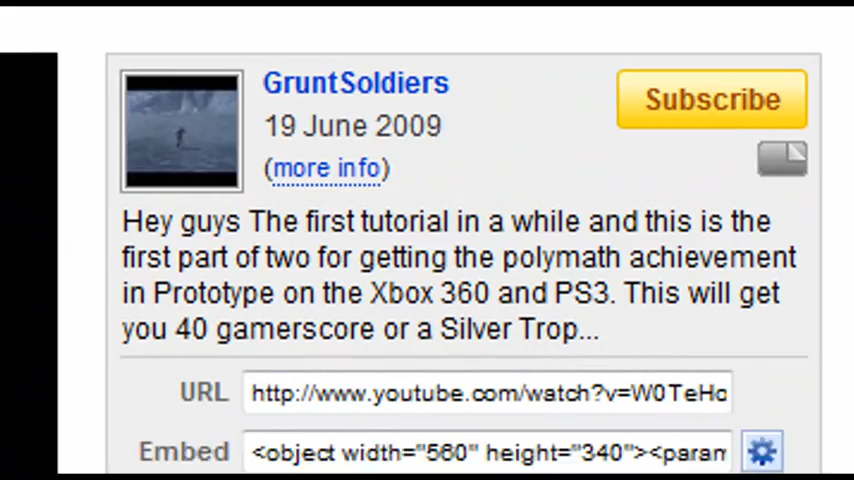 GruntSoldiers
Subscribe
19 June 2009
(more info)
Hey guys The first tutorial in a while and this is the
first part of two for getting the polymath achievement
in Prototype on the Xbox 360 and PS3. This will get
you 40 gamerscore or a Silver Trop...
URL http://www.youtube.com/watch?v=W0TeHo
Embed <object width="560" height="340"><param